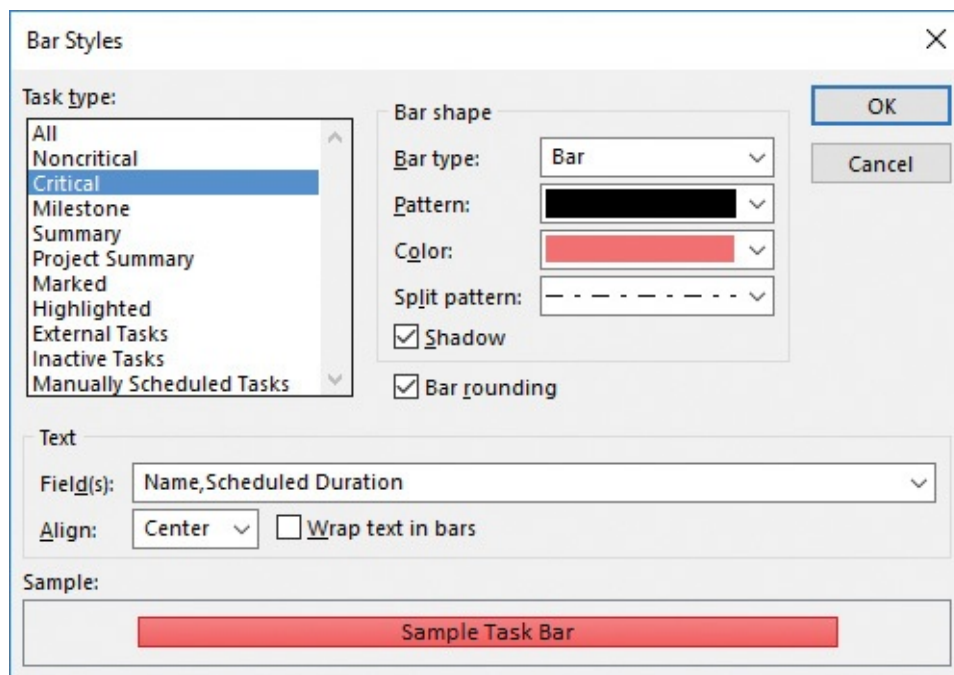 Bar Styles
Task type:
All
Noncritical
Critical
Milestone
Summary
Project Summary
Marked
Highlighted
External Tasks
Inactive Tasks
Manually Scheduled Tasks
Bar shape
Bar type: Bar
Pattern:
Color:
Split pattern:
Shadow
Bar rounding
OK
Cancel
Text
Field(s): Name,Scheduled Duration
Align: Center Wrap text in bars
Sample:
Sample Task Bar